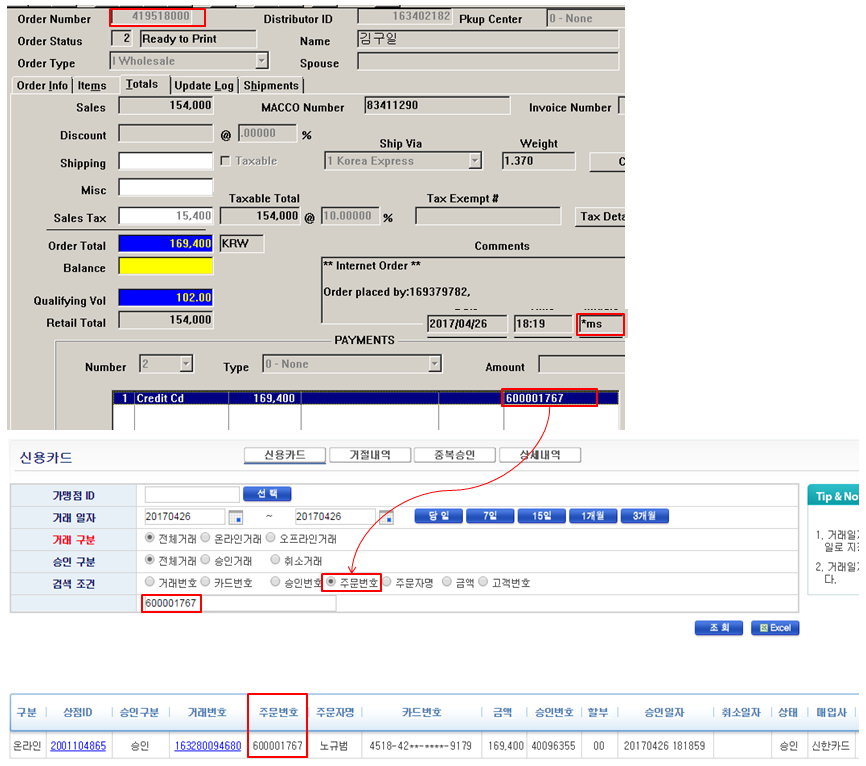 Order Number 419518000 Distributor ID 163402182 Pkup Center 0 - None
Order Status 2 Ready to Print Name 김구일
Order Type Wholesale Spouse
Order Info Items Totals Update Log Shipments
Sales 154,000 MACCO Number 83411290 Invoice Number
Discount @ .00000 %
Ship Via Weight
Shipping Taxable 1 Korea Express 1.370
Misc
Taxable Total Tax Exempt #
Sales Tax 15,400 154,000 @ 10.00000 % Tax
Order Total 169,400 KRW Comments
Balance ** Internet Order **
Qualifying Vol 102.00 Order placed by:169379782,
Retail Total 154,000 2017/04/26 18:19 *ms
PAYMENTS
Number 2 Type 0 - None Amount
1 Credit Cd 169,400 600001767
신용카드 신용카드 거절내역 중복승인 상세내역
가맹점 ID 선 택
거래 일자 20170426 ~ 20170426 당 일 7일 15일 1개월 3개월
Tip & No
거래 구분 전체거래 온라인거래 오프라인거래
1. 거래일
일로 지
승인 구분 전체거래 승인거래 취소거래
2. 거래일
다.
검색 조건 거래번호 카드번호 승인번호 주문번호 주문자명 금액 고객번호
600001767
조 회 Excel
구분 상점ID 승인구분 거래번호 주문번호 주문자명 카드번호 금액 승인번호 할부 승인일자 취소일자 상태 매입사
온라인 2001104865 승인 163280094680 600001767 노규범 4518-42**-****-9179 169,400 40096355 00 20170426 181859 승인 신한카드